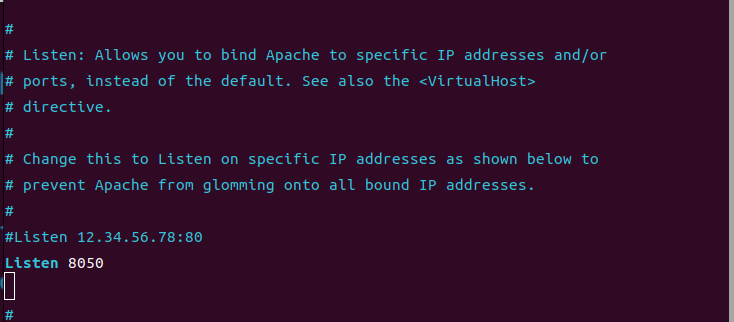 #
# Listen: Allows you to bind Apache to specific IP addresses and/or
# ports, instead of the default. See also the <VirtualHost>
# directive.
#
# Change this to Listen on specific IP addresses as shown below to
# prevent Apache from glomming onto all bound IP addresses.
#
#Listen 12.34.56.78:80
Listen 8050
#